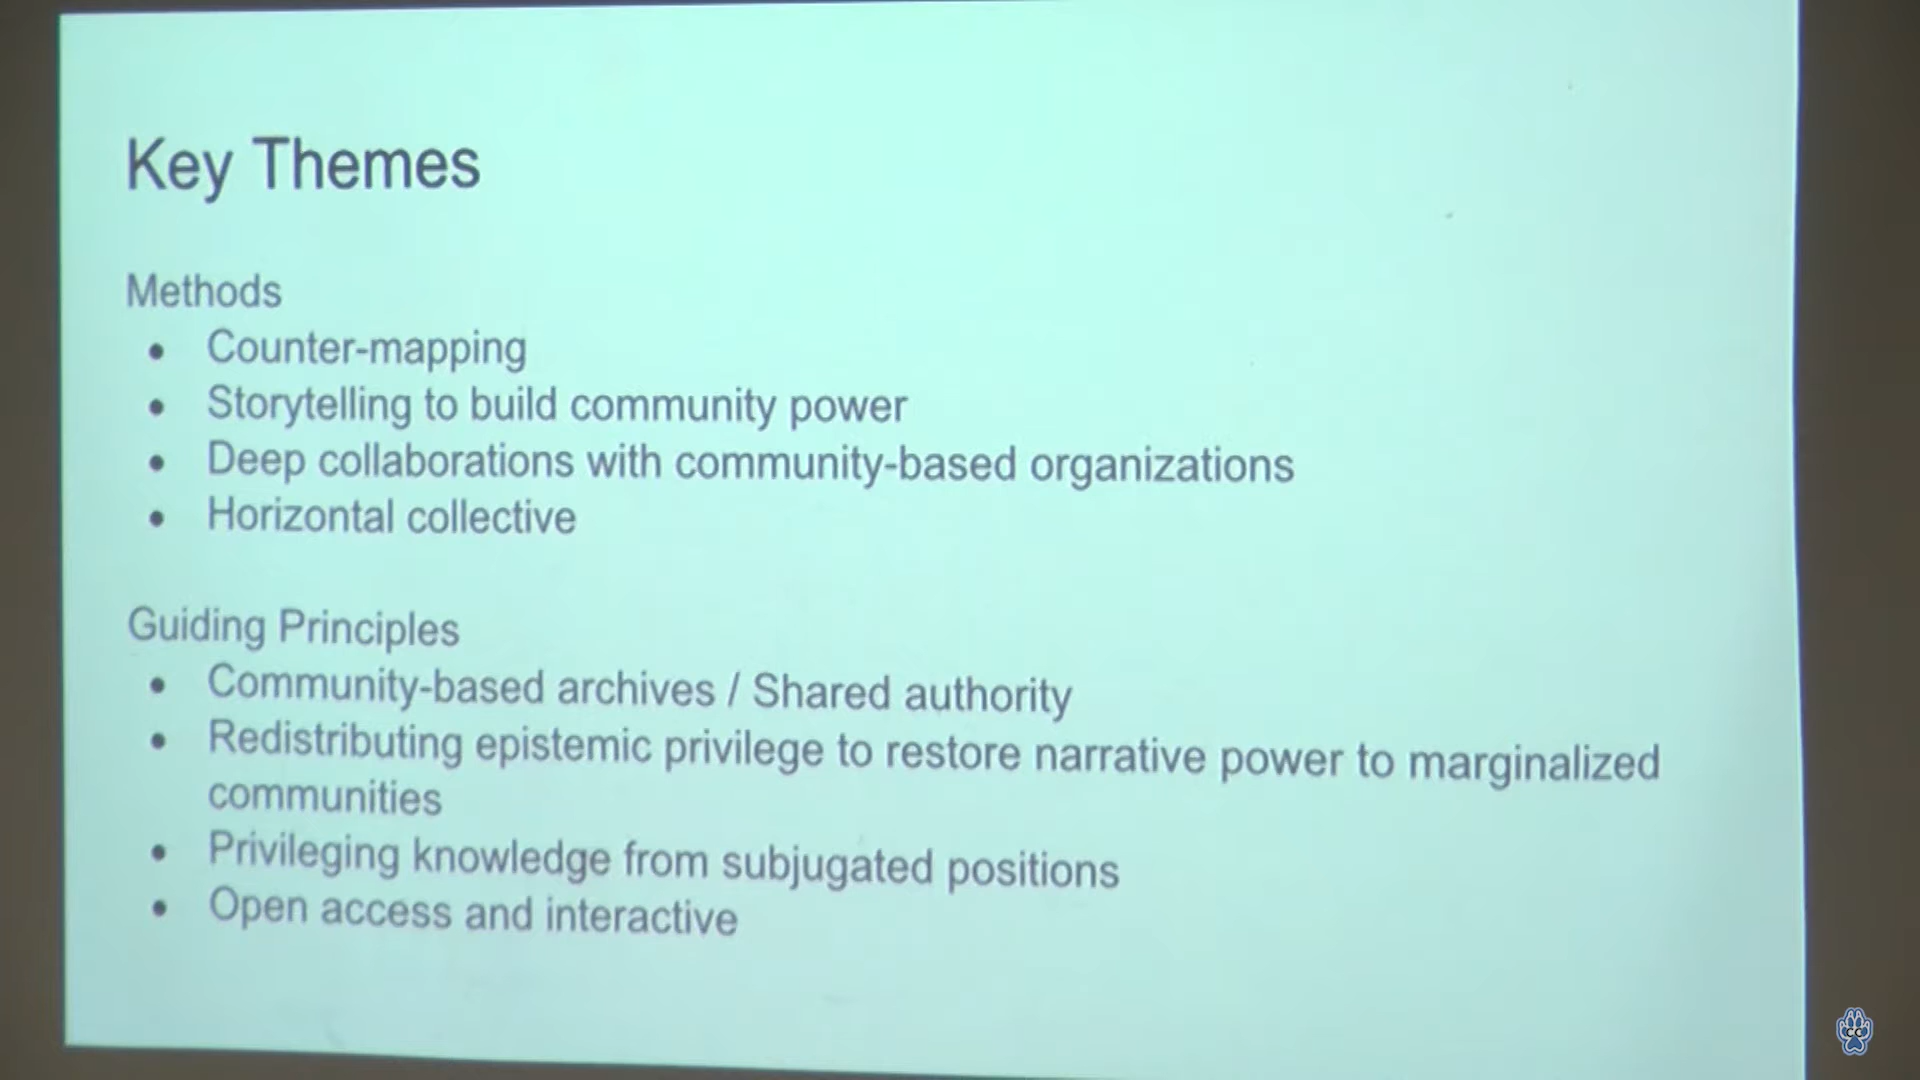 Key Themes
Methods
• Counter-mapping
• Storytelling to build community power
• Deep collaborations with community-based organizations
• Horizontal collective
Guiding Principles
• Community-based archives / Shared authority
• Redistributing epistemic privilege to restore narrative power to marginalized
communities
• Privileging knowledge from subjugated positions
• Open access and interactive
CC